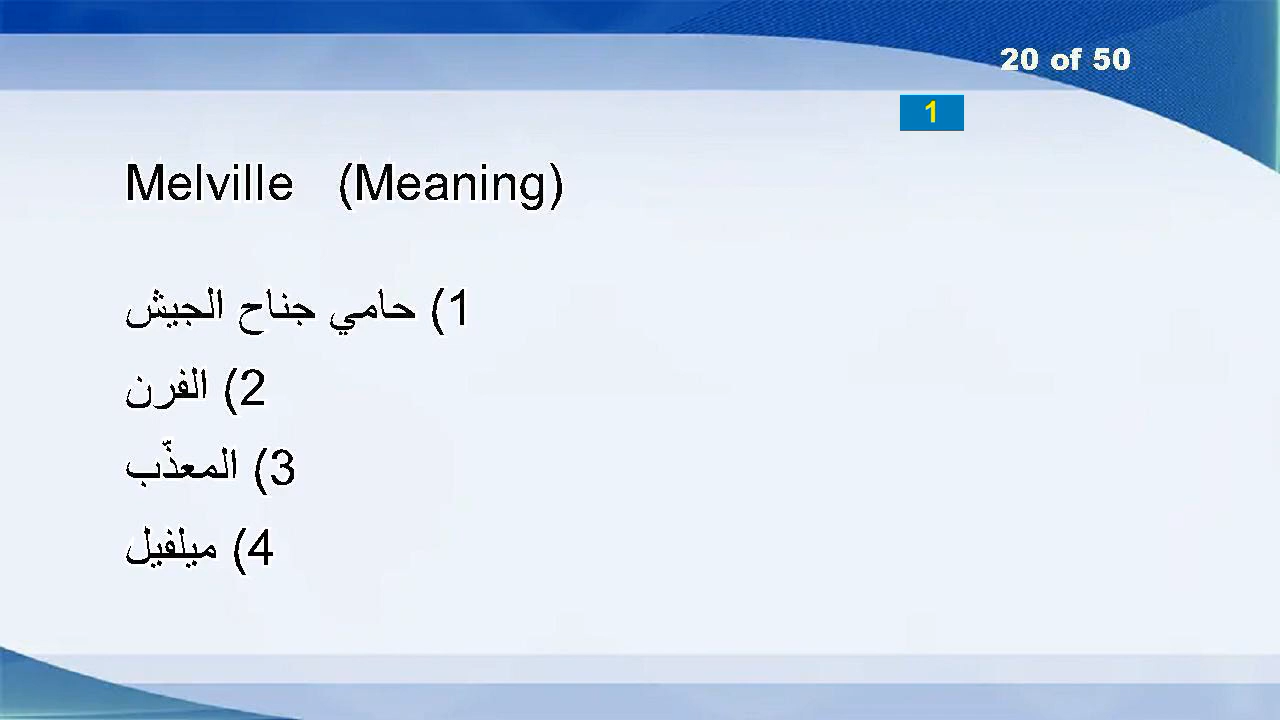 20 of 50
1
Melville (Meaning)
1) حامي جناح الجيش
2) الفرن
3) المعذّب
4) ميلفيل